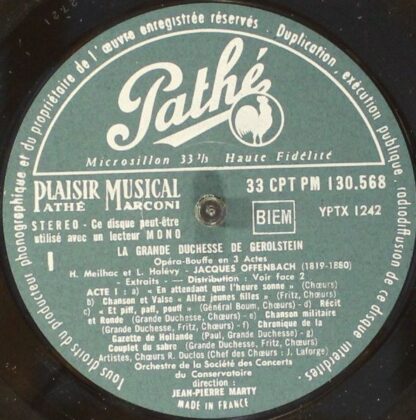 Tous droits du producteur phonographique et du propriétaire de l'œuvre enregistrée réservés - Duplication, exécution publique, radiodiffusion de ce disque interdites.
Pathé
Microsillon 33 1/3 Haute Fidélité
PLAISIR MUSICAL
PATHÉ MARCONI
33 CPT PM 130.568
STEREO - Ce disque peut-être
utilisé avec un lecteur MONO
BIEM
YPTX 1242
I
LA GRANDE DUCHESSE DE GEROLSTEIN
Opéra-Bouffe en 3 Actes
H. Meilhac et L. Halévy - JACQUES OFFENBACH (1819-1880)
- Extraits - Distribution : Voir face 2
ACTE I : a) « En attendant que l'heure sonne » (Chœurs)
b) Chanson et Valse « Allez jeunes filles » (Fritz, Chœurs)
c) « Et piff, paff, pouff » (Général Boum, Chœurs) - d) Récit
et Ronde (Grande Duchesse, Chœurs) - e) Chanson militaire
(Grande Duchesse, Fritz, Chœurs) - f) Chronique de la
Gazette de Hollande (Paul, Grande Duchesse) - g)
Couplet du sabre (Grande Duchesse, Fritz, Chœurs)
Artistes, Chœurs R. Duclos (Chef des Chœurs : J. Laforge)
Orchestre de la Société des Concerts
du Conservatoire
direction :
JEAN-PIERRE MARTY
MADE IN FRANCE